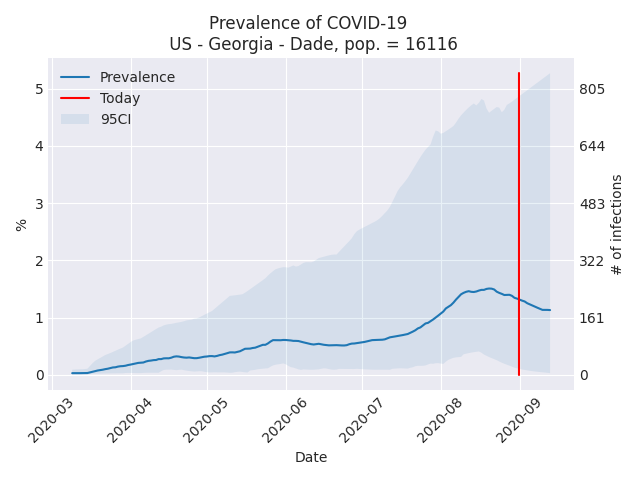 Prevalence of COVID-19
US - Georgia - Dade, pop. = 16116
Prevalence
Today
95CI
5
4
3
2
1
0
%
805
644
483
322
161
0
# of infections
2020-03
2020-04
2020-05
2020-06
2020-07
2020-08
2020-09
Date